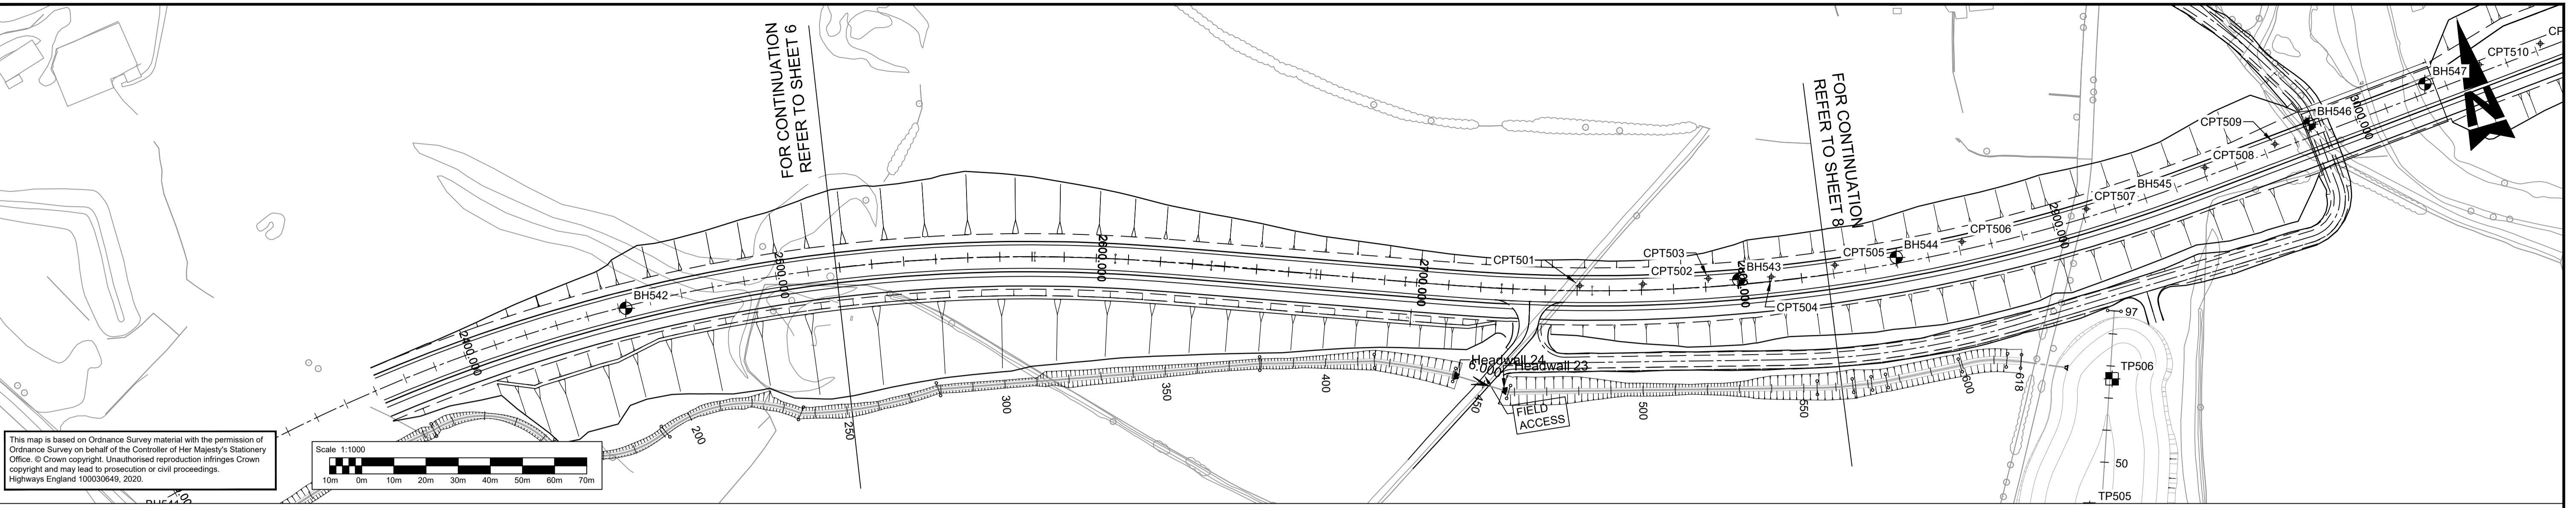 FOR CONTINUATION
REFER TO SHEET 6
FOR CONTINUATION
REFER TO SHEET 8
CPT510
BH547
N
3000.000
BH546
CPT509
CPT508
BH545
CPT507
2900.000
CPT506
BH544
CPT505
BH543
CPT504
CPT503
CPT502
CPT501
2700.000
2600.000
2500.000
BH542
2400.000
Headwall 24
6.000
Headwall 23
FIELD
ACCESS
200
250
300
350
400
450
500
550
600
618
97
TP506
50
TP505
This map is based on Ordnance Survey material with the permission of
Ordnance Survey on behalf of the Controller of Her Majesty's Stationery
Office. © Crown copyright. Unauthorised reproduction infringes Crown
copyright and may lead to prosecution or civil proceedings.
Highways England 100030649, 2020.
Scale 1:1000
10m 0m 10m 20m 30m 40m 50m 60m 70m